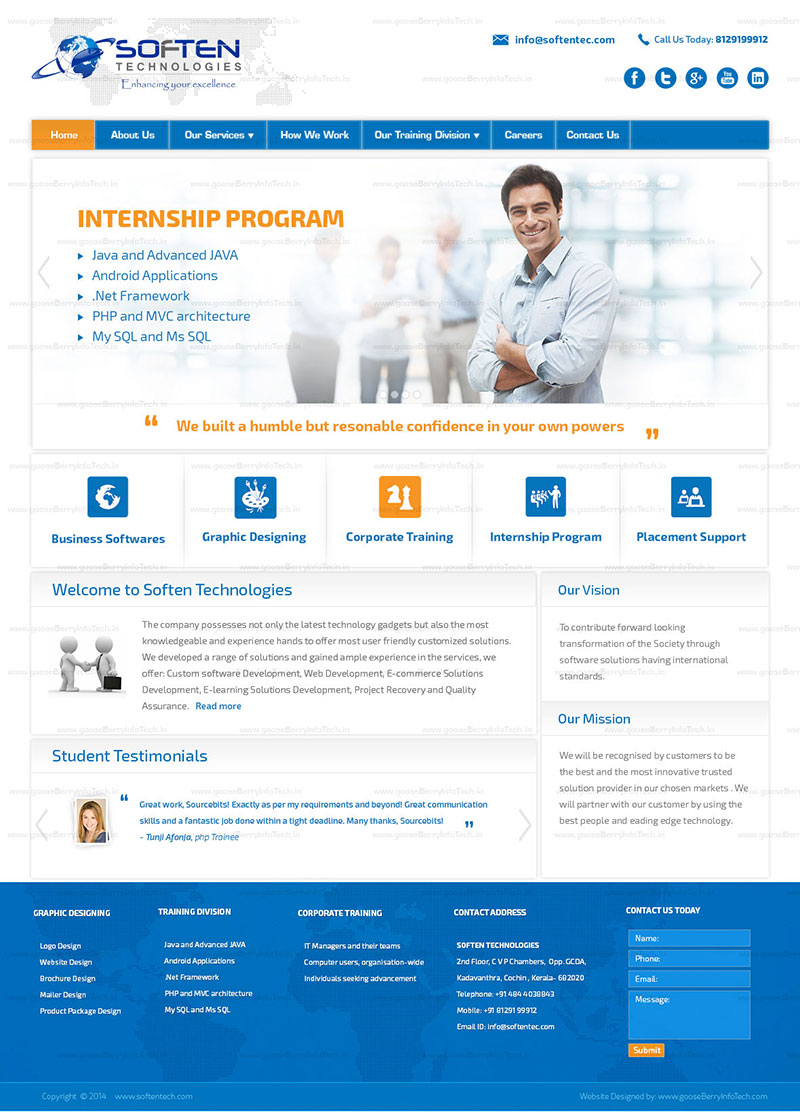 SOFTEN
TECHNOLOGIES
Enhancing your excellence
info@softentec.com
Call Us Today: 8129199912
f
t
g+
You
Tube
in
Home
About Us
Our Services
How We Work
Our Training Division
Careers
Contact Us
INTERNSHIP PROGRAM
Java and Advanced JAVA
Android Applications
.Net Framework
PHP and MVC architecture
My SQL and Ms SQL
“ We built a humble but resonable confidence in your own powers ”
Business Softwares
Graphic Designing
Corporate Training
Internship Program
Placement Support
Welcome to Soften Technologies
The company possesses not only the latest technology gadgets but also the most
knowledgeable and experience hands to offer most user friendly customized solutions.
We developed a range of solutions and gained ample experience in the services, we
offer: Custom software Development, Web Development, E-commerce Solutions
Development, E-learning Solutions Development, Project Recovery and Quality
Assurance. Read more
Our Vision
To contribute forward looking
transformation of the Society through
software solutions having international
standards.
Our Mission
We will be recognised by customers to be
the best and the most innovative trusted
solution provider in our chosen markets . We
will partner with our customer by using the
best people and eading edge technology.
Student Testimonials
“ Great work, Sourcebits! Exactly as per my requirements and beyond! Great communication
skills and a fantastic job done within a tight deadline. Many thanks, Sourcebits! ”
- Tunji Afonja, php Trainee
GRAPHIC DESIGNING
Logo Design
Website Design
Brochure Design
Mailer Design
Product Package Design
TRAINING DIVISION
Java and Advanced JAVA
Android Applications
.Net Framework
PHP and MVC architecture
My SQL and Ms SQL
CORPORATE TRAINING
IT Managers and their teams
Computer users, organisation-wide
Individuals seeking advancement
CONTACT ADDRESS
SOFTEN TECHNOLOGIES
2nd Floor, C V P Chambers, Opp. GCDA,
Kadavanthra, Cochin , Kerala- 682020
Telephone: +91 484 4038843
Mobile: +91 81291 99912
Email ID: info@softentec.com
CONTACT US TODAY
Name:
Phone:
Email:
Message:
Submit
Copyright © 2014 www.softentech.com
Website Designed by: www.gooseBerryInfoTech.com
www.gooseBerryInfoTech.in